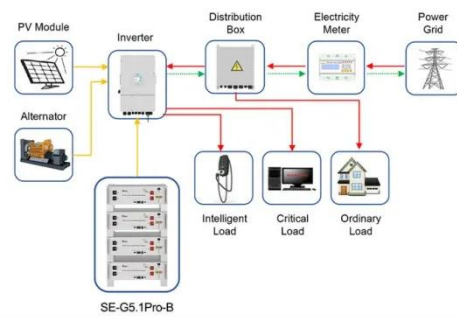 PV Module
Inverter
Distribution
Box
Electricity
Meter
Power
Grid
Alternator
Intelligent
Load
Critical
Load
Ordinary
Load
SE-G5.1Pro-B